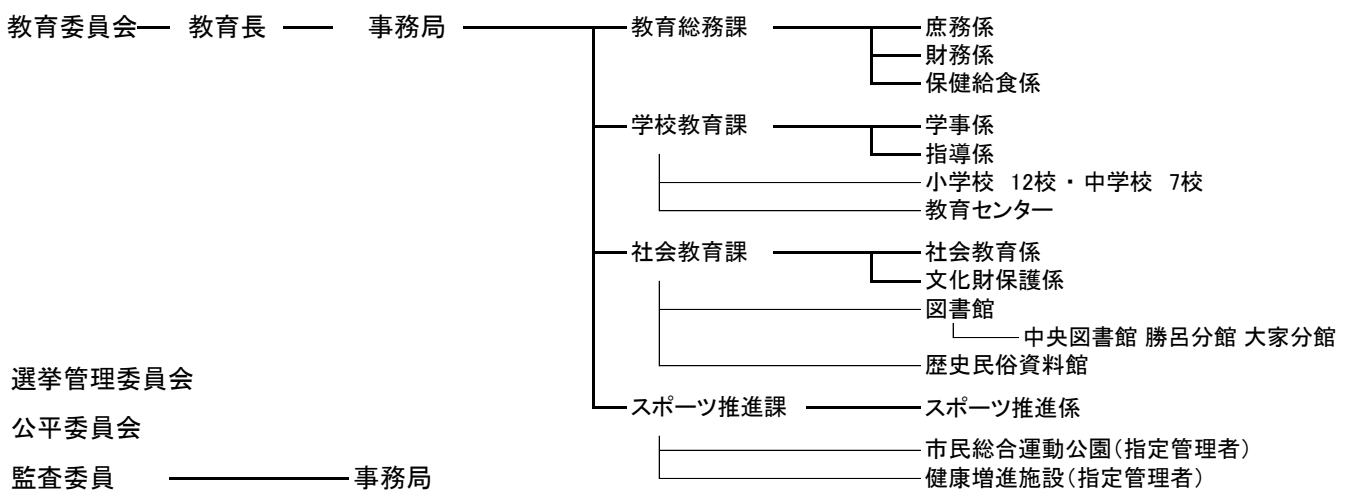 教育委員会 教育長 事務局 教育総務課 庶務係
財務係
保健給食係
学校教育課 学事係
指導係
小学校 12校・中学校 7校
教育センター
社会教育課 社会教育係
文化財保護係
図書館
中央図書館 勝呂分館 大家分館
歴史民俗資料館
選挙管理委員会
スポーツ推進課 スポーツ推進係
公平委員会
市民総合運動公園(指定管理者)
監査委員 事務局 健康増進施設(指定管理者)